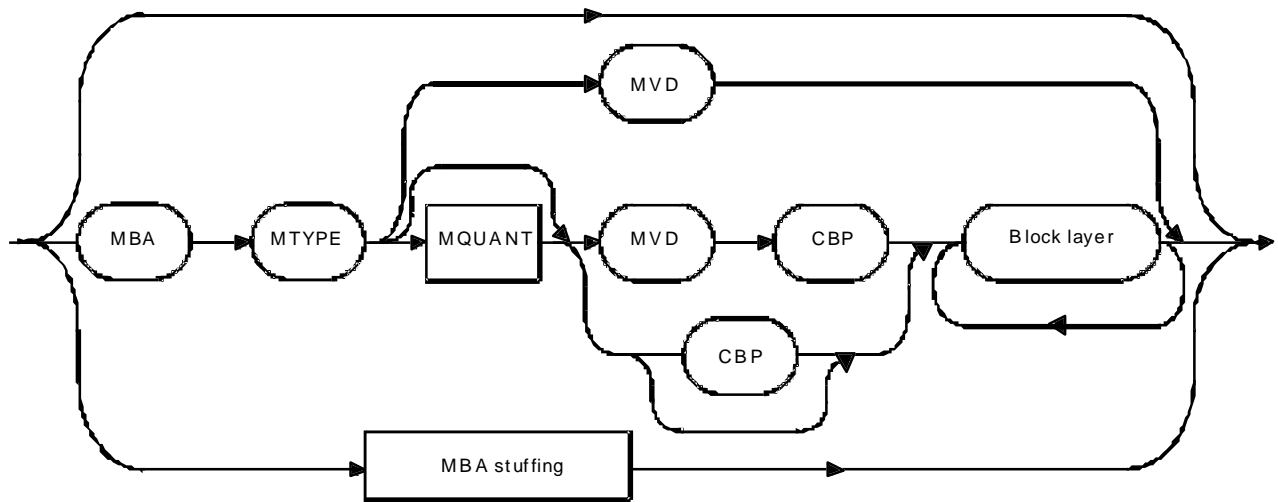 MVD
MBA
MTYPE
MQUANT
MVD
CBP
Block layer
CBP
MBA stuffing